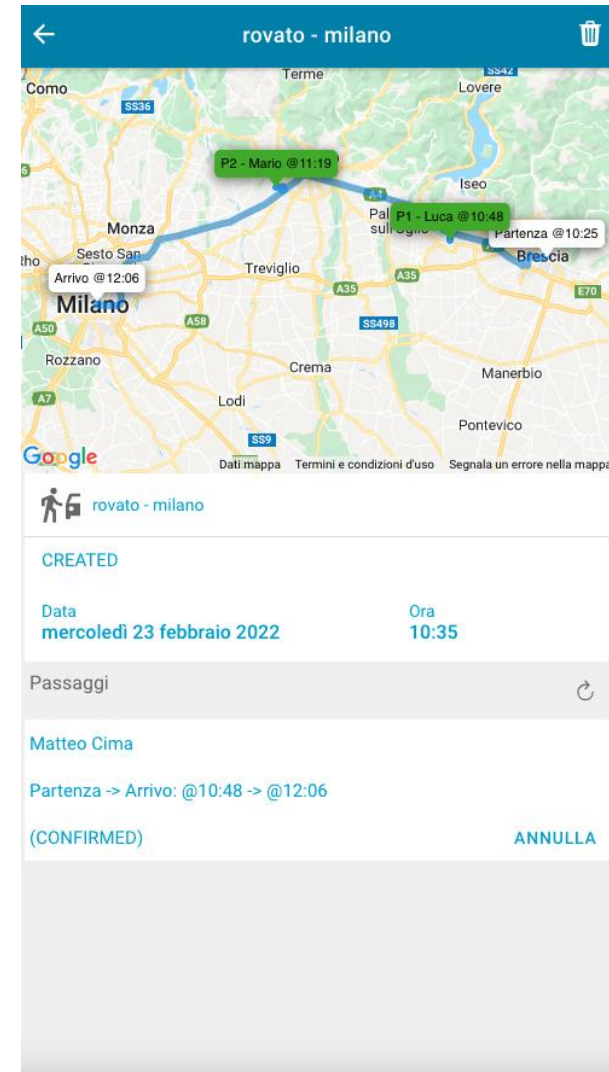 rovato - milano
Como
Terme
SS42
Lovere
SS36
P2 - Mario @11:19
A4
Iseo
P1 - Luca @10:48
Partenza @10:25
Monza
Sesto San
Treviglio
Brescia
Arrivo @12:06
A35
A35
E70
Milano
A58
A50
SS498
Rozzano
Crema
Manerbio
A7
Lodi
Pontevico
SS9
Google
Dati mappa Termini e condizioni d'uso Segnala un errore nella mappa
rovato - milano
CREATED
Data Ora
mercoledì 23 febbraio 2022 10:35
Passaggi
Matteo Cima
Partenza -> Arrivo: @10:48 -> @12:06
(CONFIRMED) ANNULLA